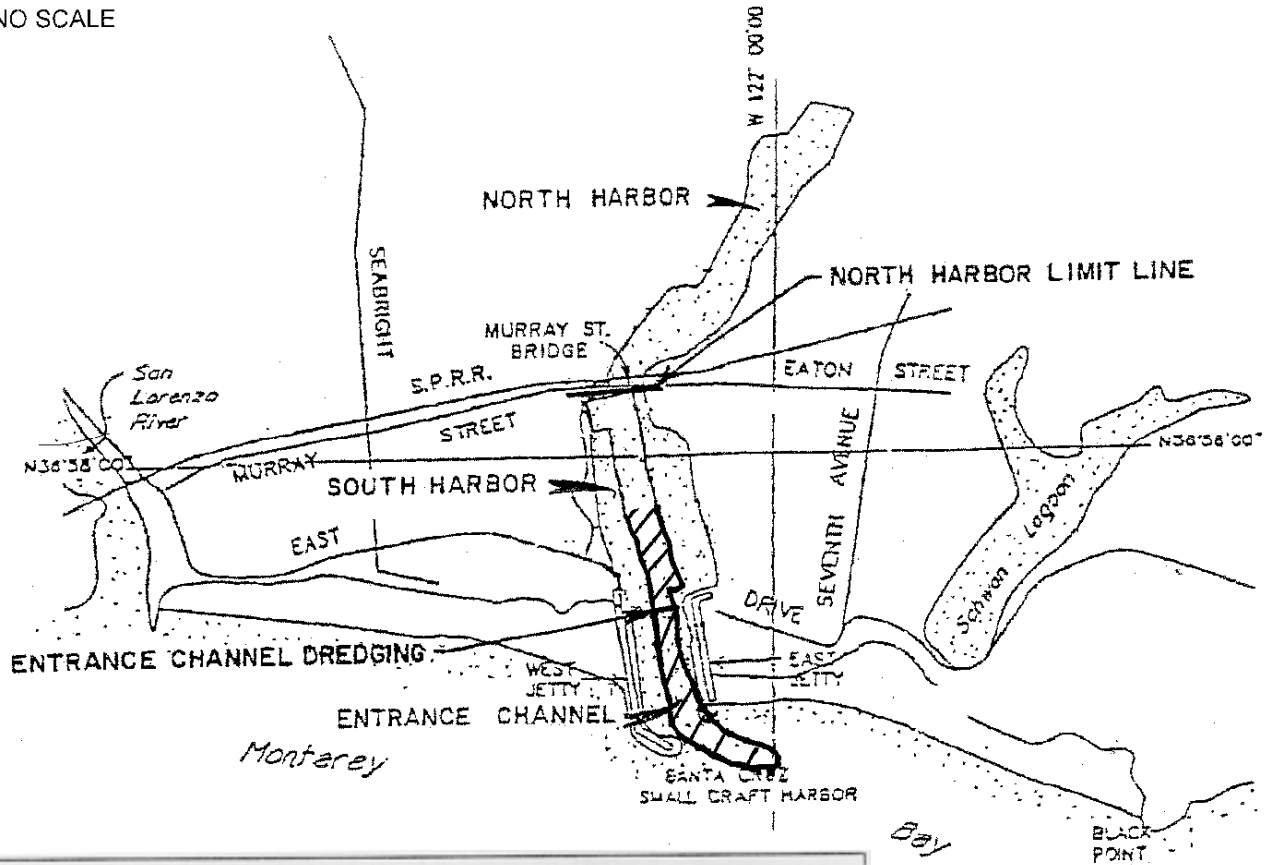 NO SCALE
W 122° 00.00
NORTH HARBOR
SEABRIGHT
NORTH HARBOR LIMIT LINE
MURRAY ST.
BRIDGE
San
Lorenzo
River
S.P.R.R.
EATON STREET
MURRAY STREET
N36°58'00"
N36°58'00"
SOUTH HARBOR
SEVENTH AVENUE
Schwan Lagoon
EAST
DRIVE
ENTRANCE CHANNEL DREDGING
WEST
JETTY
EAST
JETTY
ENTRANCE CHANNEL
Monterey
SANTA CRUZ
SMALL CRAFT HARBOR
Bay
BLACK
POINT